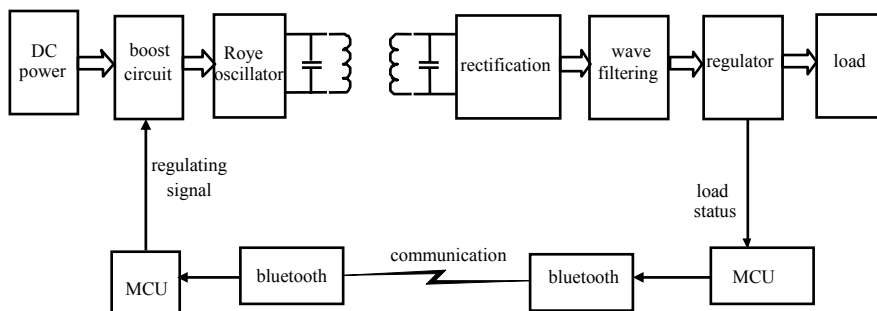 DC
power
boost
circuit
Roye
oscillator
rectification
wave
filtering
regulator
load
regulating
signal
load
status
communication
MCU
bluetooth
bluetooth
MCU